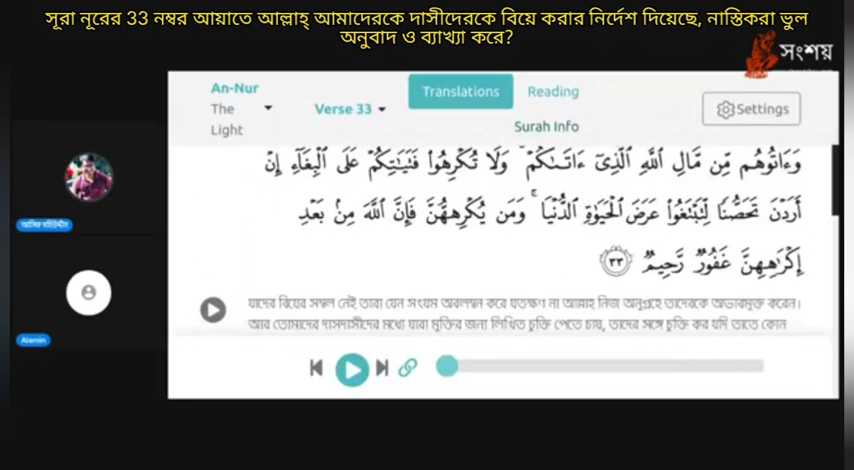 সূরা নূরের 33 নম্বর আয়াতে আল্লাহ্ আমাদেরকে দাসীদেরকে বিয়ে করার নির্দেশ দিয়েছে, নাস্তিকরা ভুল
অনুবাদ ও ব্যাখ্যা করে?
সংশয়
An-Nur
The
Light
Verse 33
Translations
Reading
Settings
Surah Info
وَءَاتُوهُم مِّن مَّالِ ٱللَّهِ ٱلَّذِىٓ ءَاتَىٰكُمْ ۚ وَلَا تُكْرِهُوا۟ فَتَيَـٰتِكُمْ عَلَى ٱلْبِغَآءِ إِنْ
أَرَدْنَ تَحَصُّنًا لِّتَبْتَغُوا۟ عَرَضَ ٱلْحَيَوٰةِ ٱلدُّنْيَا ۚ وَمَن يُكْرِههُّنَّ فَإِنَّ ٱللَّهَ مِنۢ بَعْدِ
إِكْرَٰهِهِنَّ غَفُورٌ رَّحِيمٌ ٣٣
যাদের বিয়ের সম্বল নেই তারা যেন সংযম অবলম্বন করে যতক্ষণ না আল্লাহ নিজ অনুগ্রহে তাদেরকে অভাবমুক্ত করেন।
আর তোমাদের দাসদাসীদের মধ্যে যারা মুক্তির জন্য লিখিত চুক্তি পেতে চায়, তাদের সঙ্গে চুক্তি কর যদি তাতে কোন
আসিফ মহিউদ্দীন
Alamin